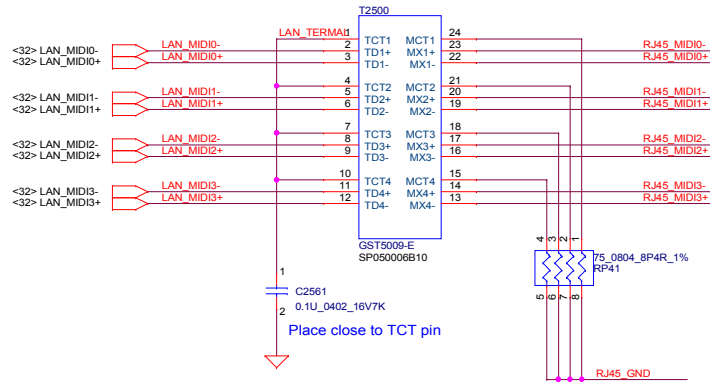 T2500
LAN_TERMAL 1 TCT1 MCT1 24
<32> LAN_MIDI0- LAN_MIDI0- 2 TD1+ MX1+ 23 RJ45_MIDI0-
<32> LAN_MIDI0+ LAN_MIDI0+ 3 TD1- MX1- 22 RJ45_MIDI0+
4 TCT2 MCT2 21
<32> LAN_MIDI1- LAN_MIDI1- 5 TD2+ MX2+ 20 RJ45_MIDI1-
<32> LAN_MIDI1+ LAN_MIDI1+ 6 TD2- MX2- 19 RJ45_MIDI1+
7 TCT3 MCT3 18
<32> LAN_MIDI2- LAN_MIDI2- 8 TD3+ MX3+ 17 RJ45_MIDI2-
<32> LAN_MIDI2+ LAN_MIDI2+ 9 TD3- MX3- 16 RJ45_MIDI2+
10 TCT4 MCT4 15
<32> LAN_MIDI3- LAN_MIDI3- 11 TD4+ MX4+ 14 RJ45_MIDI3-
<32> LAN_MIDI3+ LAN_MIDI3+ 12 TD4- MX4- 13 RJ45_MIDI3+
GST5009-E
SP050006B10
4 3 2 1
75_0804_8P4R_1%
RP41
5 6 7 8
1
C2561
0.1U_0402_16V7K
2
Place close to TCT pin
RJ45_GND